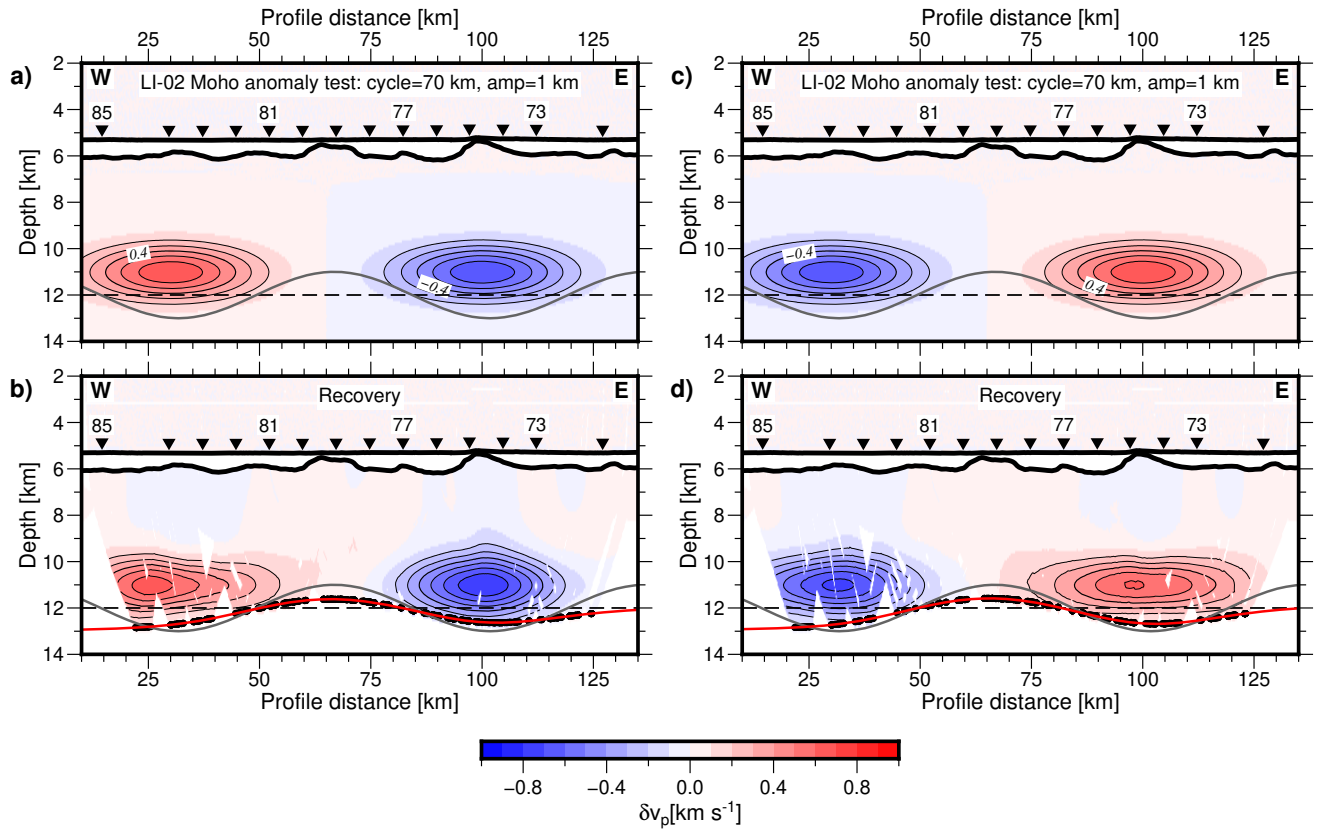 Profile distance [km] Profile distance [km]
25 50 75 100 125 25 50 75 100 125
a) W E c) W E
LI-02 Moho anomaly test: cycle=70 km, amp=1 km LI-02 Moho anomaly test: cycle=70 km, amp=1 km
85 81 77 73 85 81 77 73
Depth [km] Depth [km]
2 4 6 8 10 12 14 2 4 6 8 10 12 14
0.4 −0.4 −0.4 0.4
b) W E d) W E
Recovery Recovery
85 81 77 73 85 81 77 73
Depth [km] Depth [km]
2 4 6 8 10 12 14 2 4 6 8 10 12 14
25 50 75 100 125 25 50 75 100 125
Profile distance [km] Profile distance [km]
−0.8 −0.4 0.0 0.4 0.8
δvp[km s⁻¹]